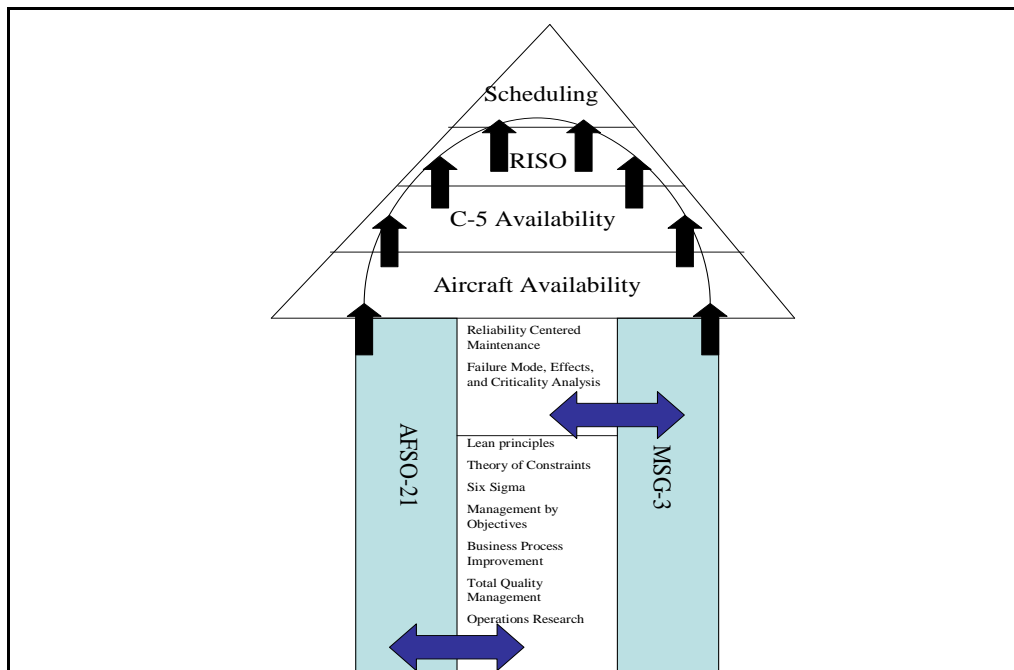 Scheduling
RISO
C-5 Availability
Aircraft Availability
Reliability Centered
Maintenance
Failure Mode, Effects,
and Criticality Analysis
AFSO-21
MSG-3
Lean principles
Theory of Constraints
Six Sigma
Management by
Objectives
Business Process
Improvement
Total Quality
Management
Operations Research